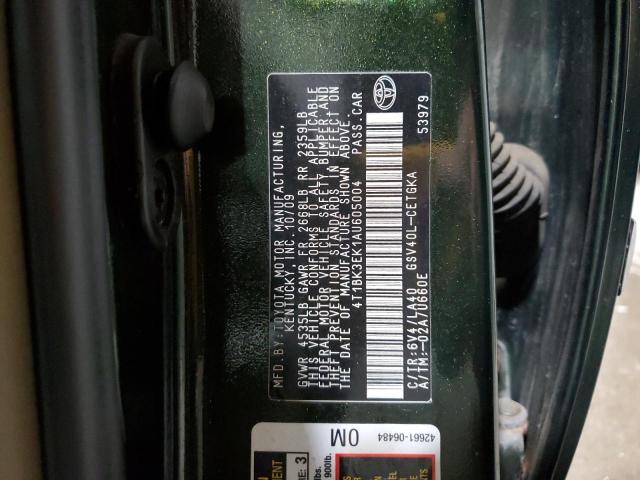 MFD.BY:TOYOTA MOTOR MANUFACTURING,
KENTUCKY, INC. 10/09
GVWR 4535LB GAWR FR 2668LB RR 2359LB
THIS VEHICLE CONFORMS TO ALL APPLICABLE
FEDERAL MOTOR VEHICLE SAFETY, BUMPER, AND
THEFT PREVENTION STANDARDS IN EFFECT ON
THE DATE OF MANUFACTURE SHOWN ABOVE.
4T1BK3EK1AU605004 PASS.CAR
C/TR:6V4/LA40 GSV40L-CETGKA
A/TM:-02A/U660E 53979
42661-06484
0M